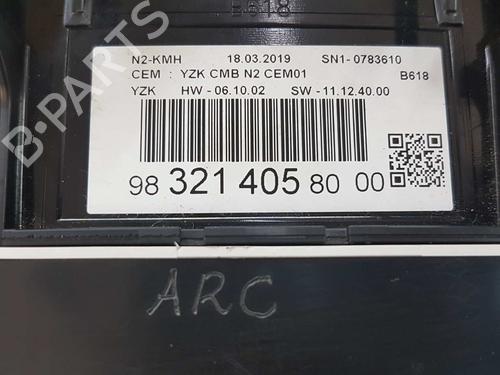 B618
N2-KMH 18.03.2019 SN1- 0783610
CEM : YZK CMB N2 CEM01 B618
YZK HW - 06.10.02 SW - 11.12.40.00
98 321 405 80 00
ARC
B-Parts
B-Parts